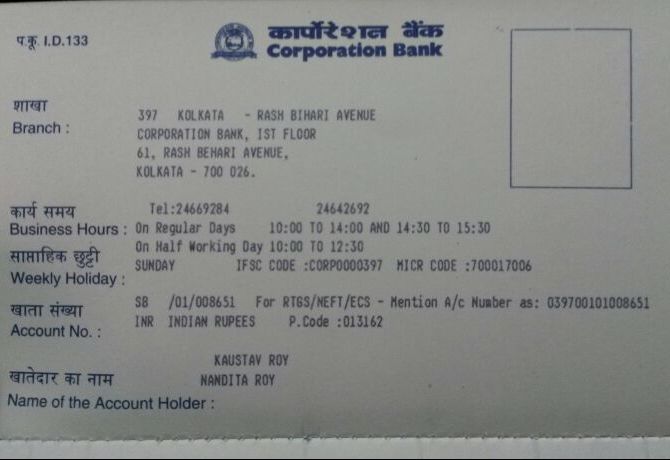 प.कू. I.D.133
कार्पोरेशन बैंक
Corporation Bank
शाखा
Branch :
397 KOLKATA - RASH BIHARI AVENUE
CORPORATION BANK, IST FLOOR
61, RASH BEHARI AVENUE,
KOLKATA - 700 026.
कार्य समय Tel:24669284 24642692
Business Hours : On Regular Days 10:00 TO 14:00 AND 14:30 TO 15:30
साप्ताहिक छुट्टी On Half Working Day 10:00 TO 12:30
Weekly Holiday : SUNDAY IFSC CODE :CORP0000397 MICR CODE :700017006
खाता संख्या SB /01/008651 For RTGS/NEFT/ECS - Mention A/c Number as: 039700101008651
Account No. : INR INDIAN RUPEES P.Code :013162
KAUSTAV ROY
खातेदार का नाम NANDITA ROY
Name of the Account Holder :